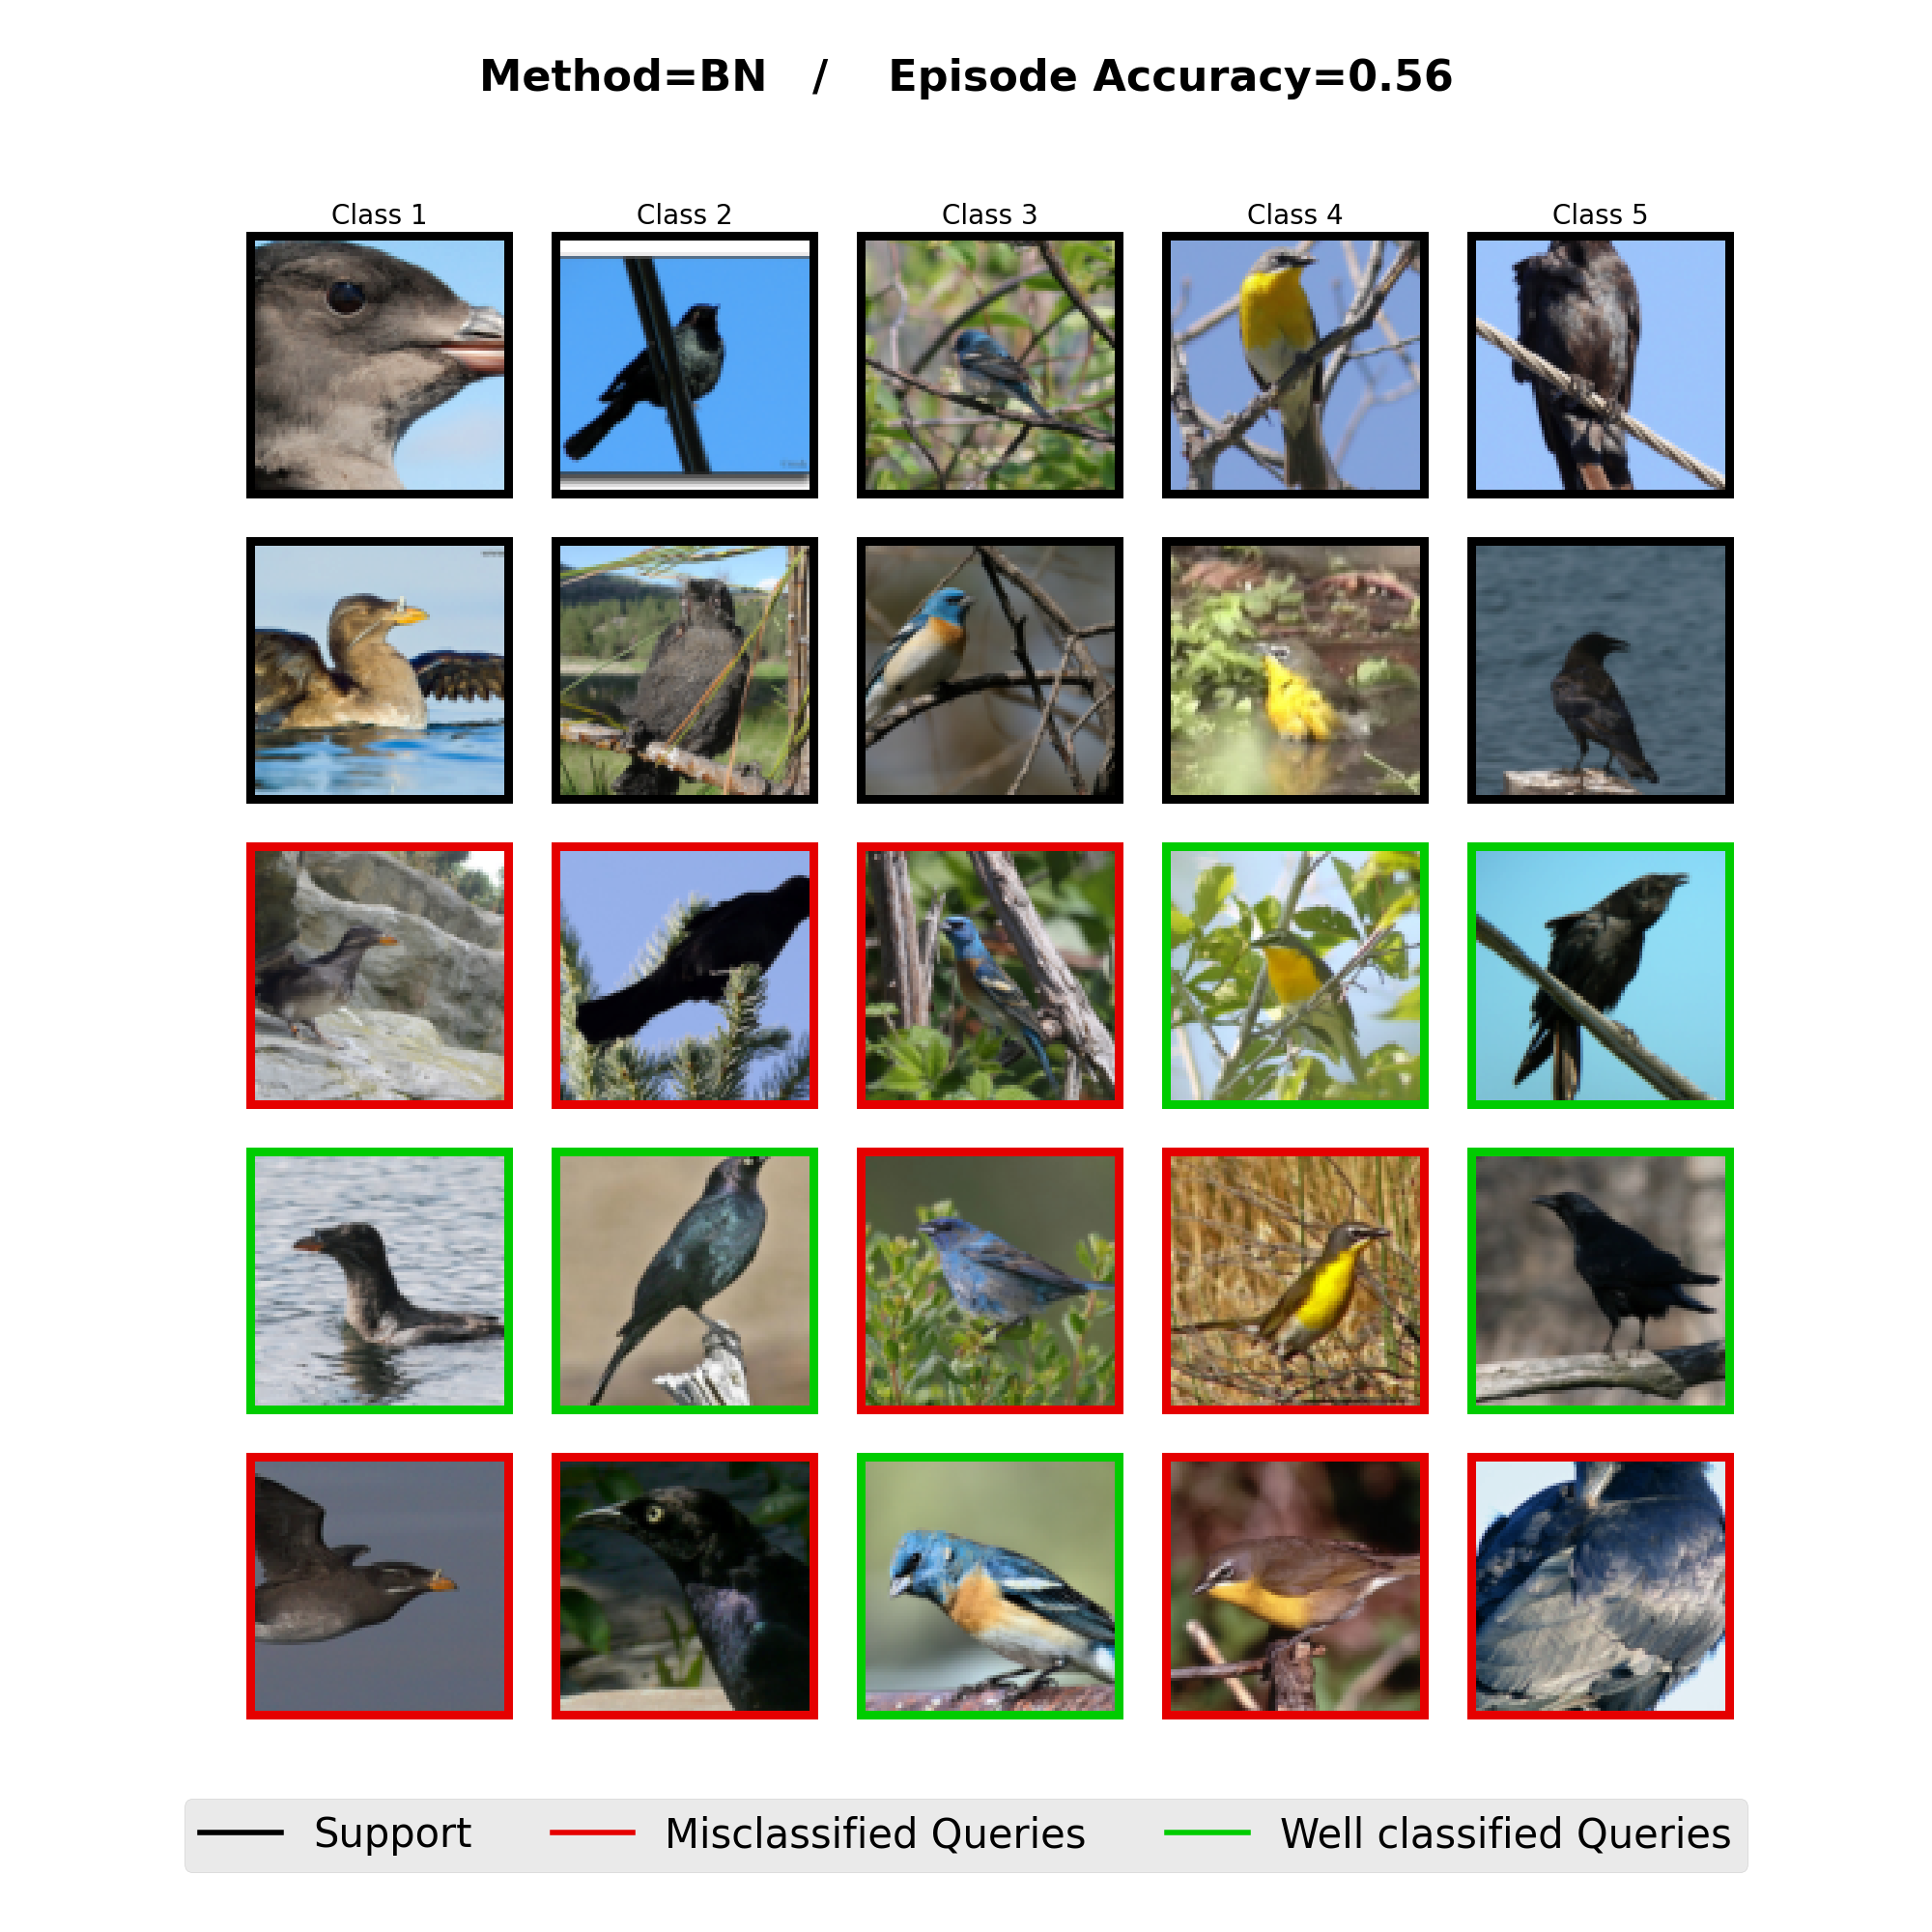 Method=BN / Episode Accuracy=0.56
Class 1 Class 2 Class 3 Class 4 Class 5
Support Misclassified Queries Well classified Queries